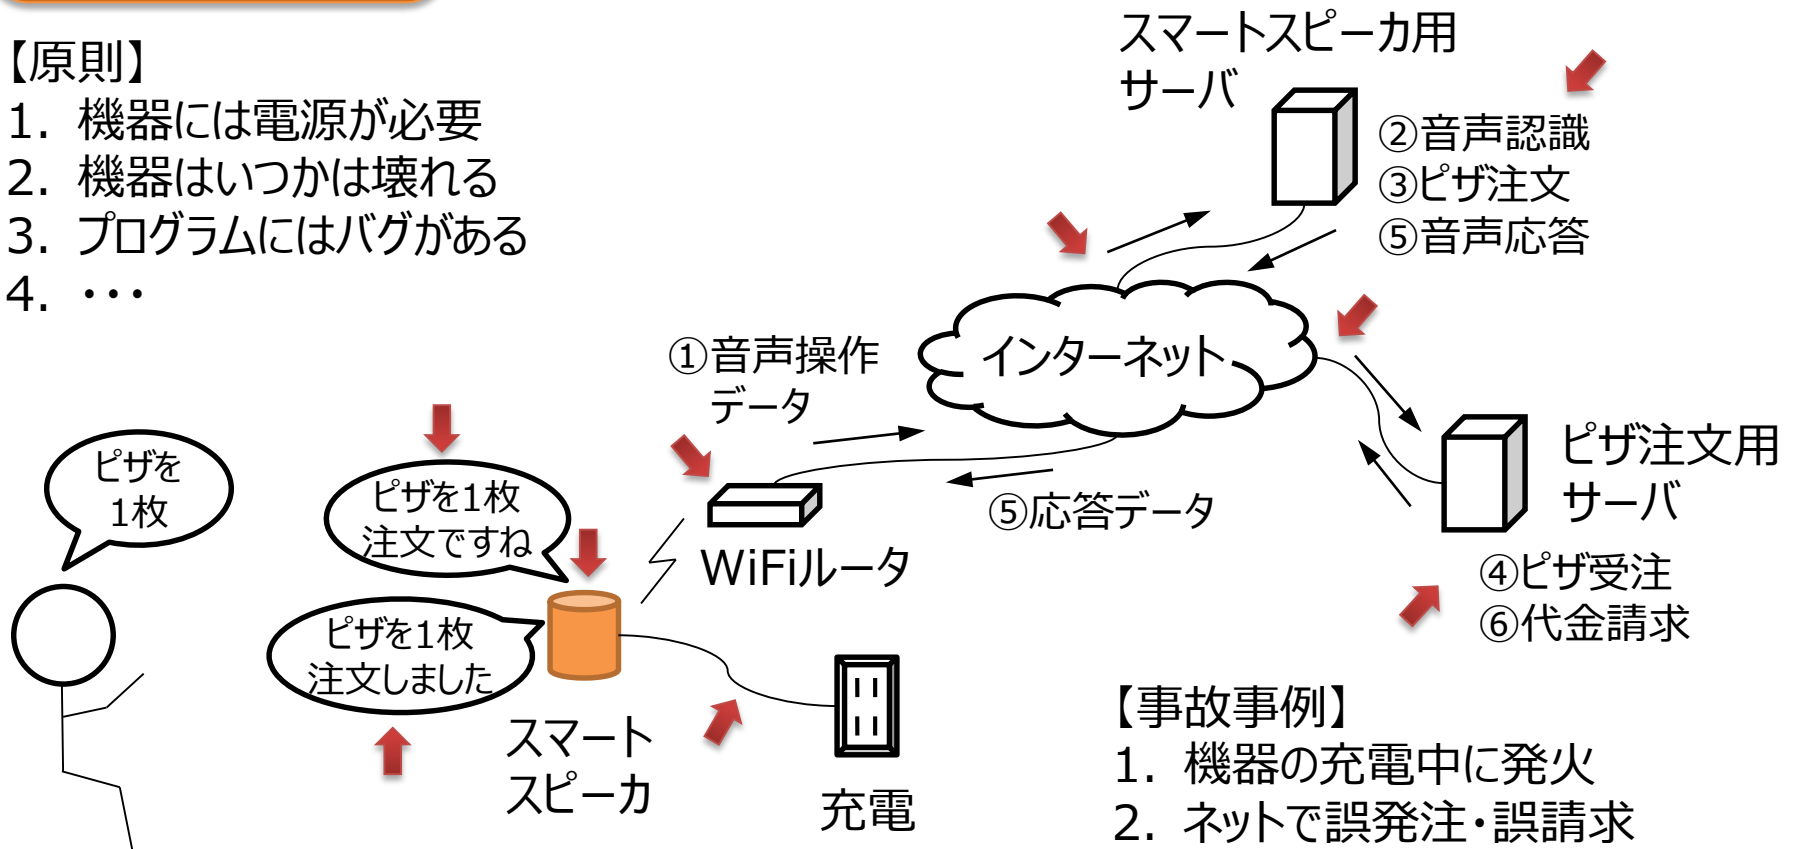 【原則】
1. 機器には電源が必要
2. 機器はいつかは壊れる
3. プログラムにはバグがある
4. ・・・
スマートスピーカ用
サーバ
②音声認識
③ピザ注文
⑤音声応答
①音声操作
データ
インターネット
⑤応答データ
WiFiルータ
ピザ注文用
サーバ
④ピザ受注
⑥代金請求
ピザを
1枚
ピザを1枚
注文ですね
ピザを1枚
注文しました
スマート
スピーカ
充電
【事故事例】
1. 機器の充電中に発火
2. ネットで誤発注・誤請求